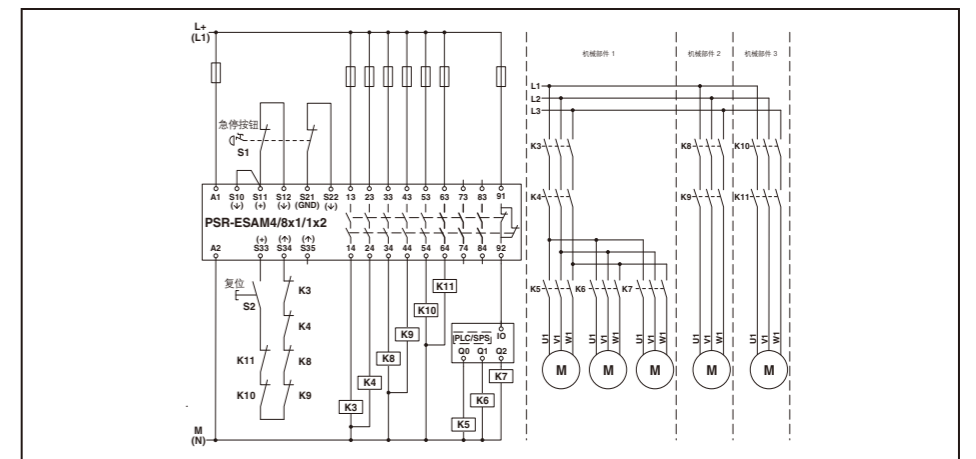 L+
(L1)
机械部件 1
机械部件 2
机械部件 3
L1
L2
L3
急停按钮
S1
K3
K8
K10
K4
K9
K11
A1 S10 S11 S12 S21 S22 13 23 33 43 53 63 73 83 91
(↓) (+) (↓) (GND) (↓)
PSR-ESAM4/8x1/1x2
(+) (↑) (↑)
A2 S33 S34 S35 14 24 34 44 54 64 74 84 92
复位
S2
K3
K4
K11
K8
K10
K9
K11
K10
K9
K8
K4
K3
PLC/SPS
IO
Q0 Q1 Q2
K7
K6
K5
K5
K6
K7
U1 V1 W1
U1 V1 W1
U1 V1 W1
U1 V1 W1
U1 V1 W1
M
M
M
M
M
M
(N)